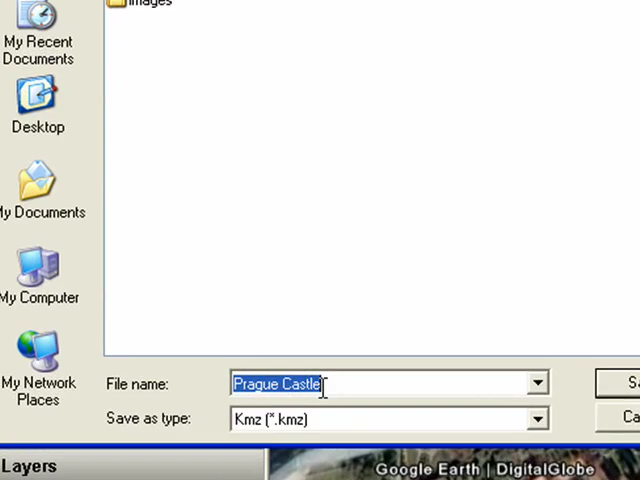 images
My Recent
Documents
Desktop
My Documents
My Computer
My Network
Places
File name:
Prague Castle
Save as type:
Kmz (*.kmz)
Layers
Google Earth | DigitalGlobe